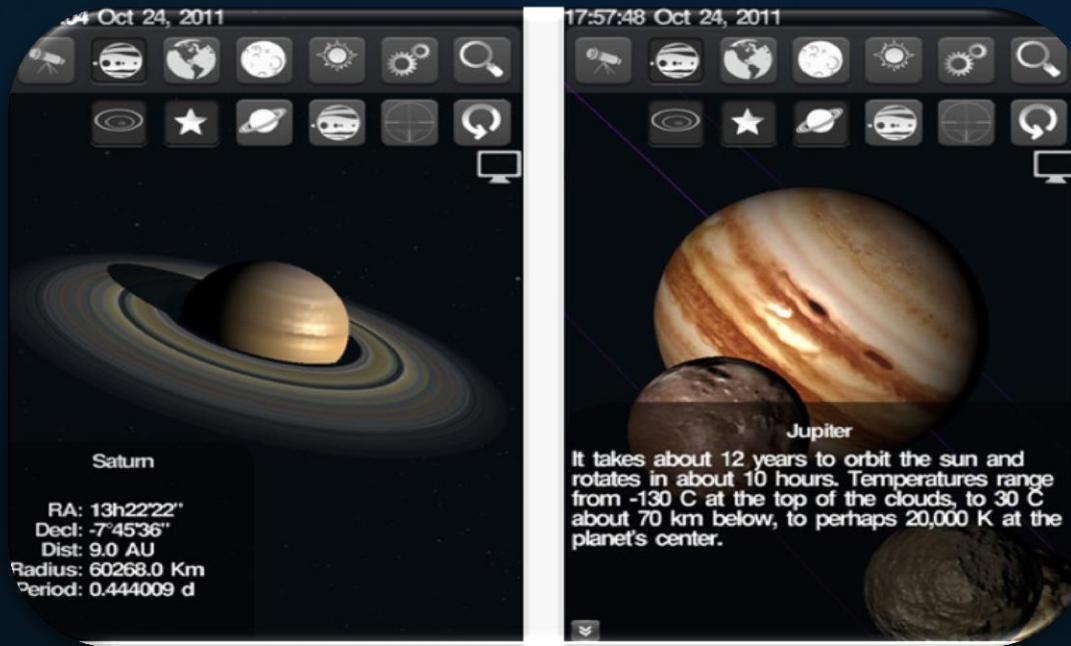 Oct 24, 2011
Saturn
RA: 13h22'22"
Decl: -7°45'36"
Dist: 9.0 AU
Radius: 60268.0 Km
Period: 0.444009 d
17:57:48 Oct 24, 2011
Jupiter
It takes about 12 years to orbit the sun and
rotates in about 10 hours. Temperatures range
from -130 C at the top of the clouds, to 30 C
about 70 km below, to perhaps 20,000 K at the
planet's center.